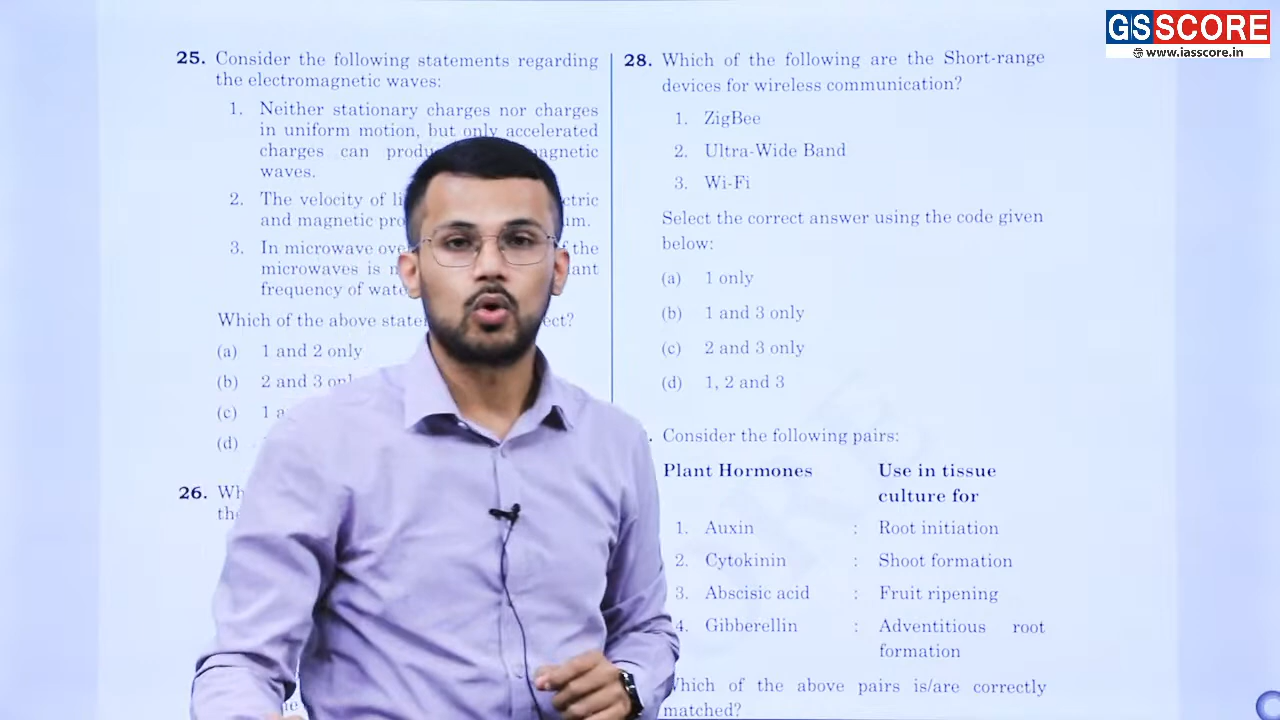 GSSCORE
www.iasscore.in
25. Consider the following statements regarding
the electromagnetic waves:
1. Neither stationary charges nor charges
in uniform motion, but only accelerated
charges can
waves.
2. The velocity of
and magnetic
3. In microwave the
microwaves is
frequency of
Which of the above
(a) 1 and 2 only
(b) 2 and 3
(c) 1
(d)
26.
the
28. Which of the following are the Short-range
devices for wireless communication?
1. ZigBee
2. Ultra-Wide Band
3. Wi-Fi
Select the correct answer using the code given
below:
(a) 1 only
(b) 1 and 3 only
(c) 2 and 3 only
(d) 1, 2 and 3
Consider the following pairs:
Plant Hormones Use in tissue
culture for
1. Auxin : Root initiation
2. Cytokinin : Shoot formation
3. Abscisic acid : Fruit ripening
4. Gibberellin : Adventitious root
formation
Which of the above pairs is/are correctly
matched?